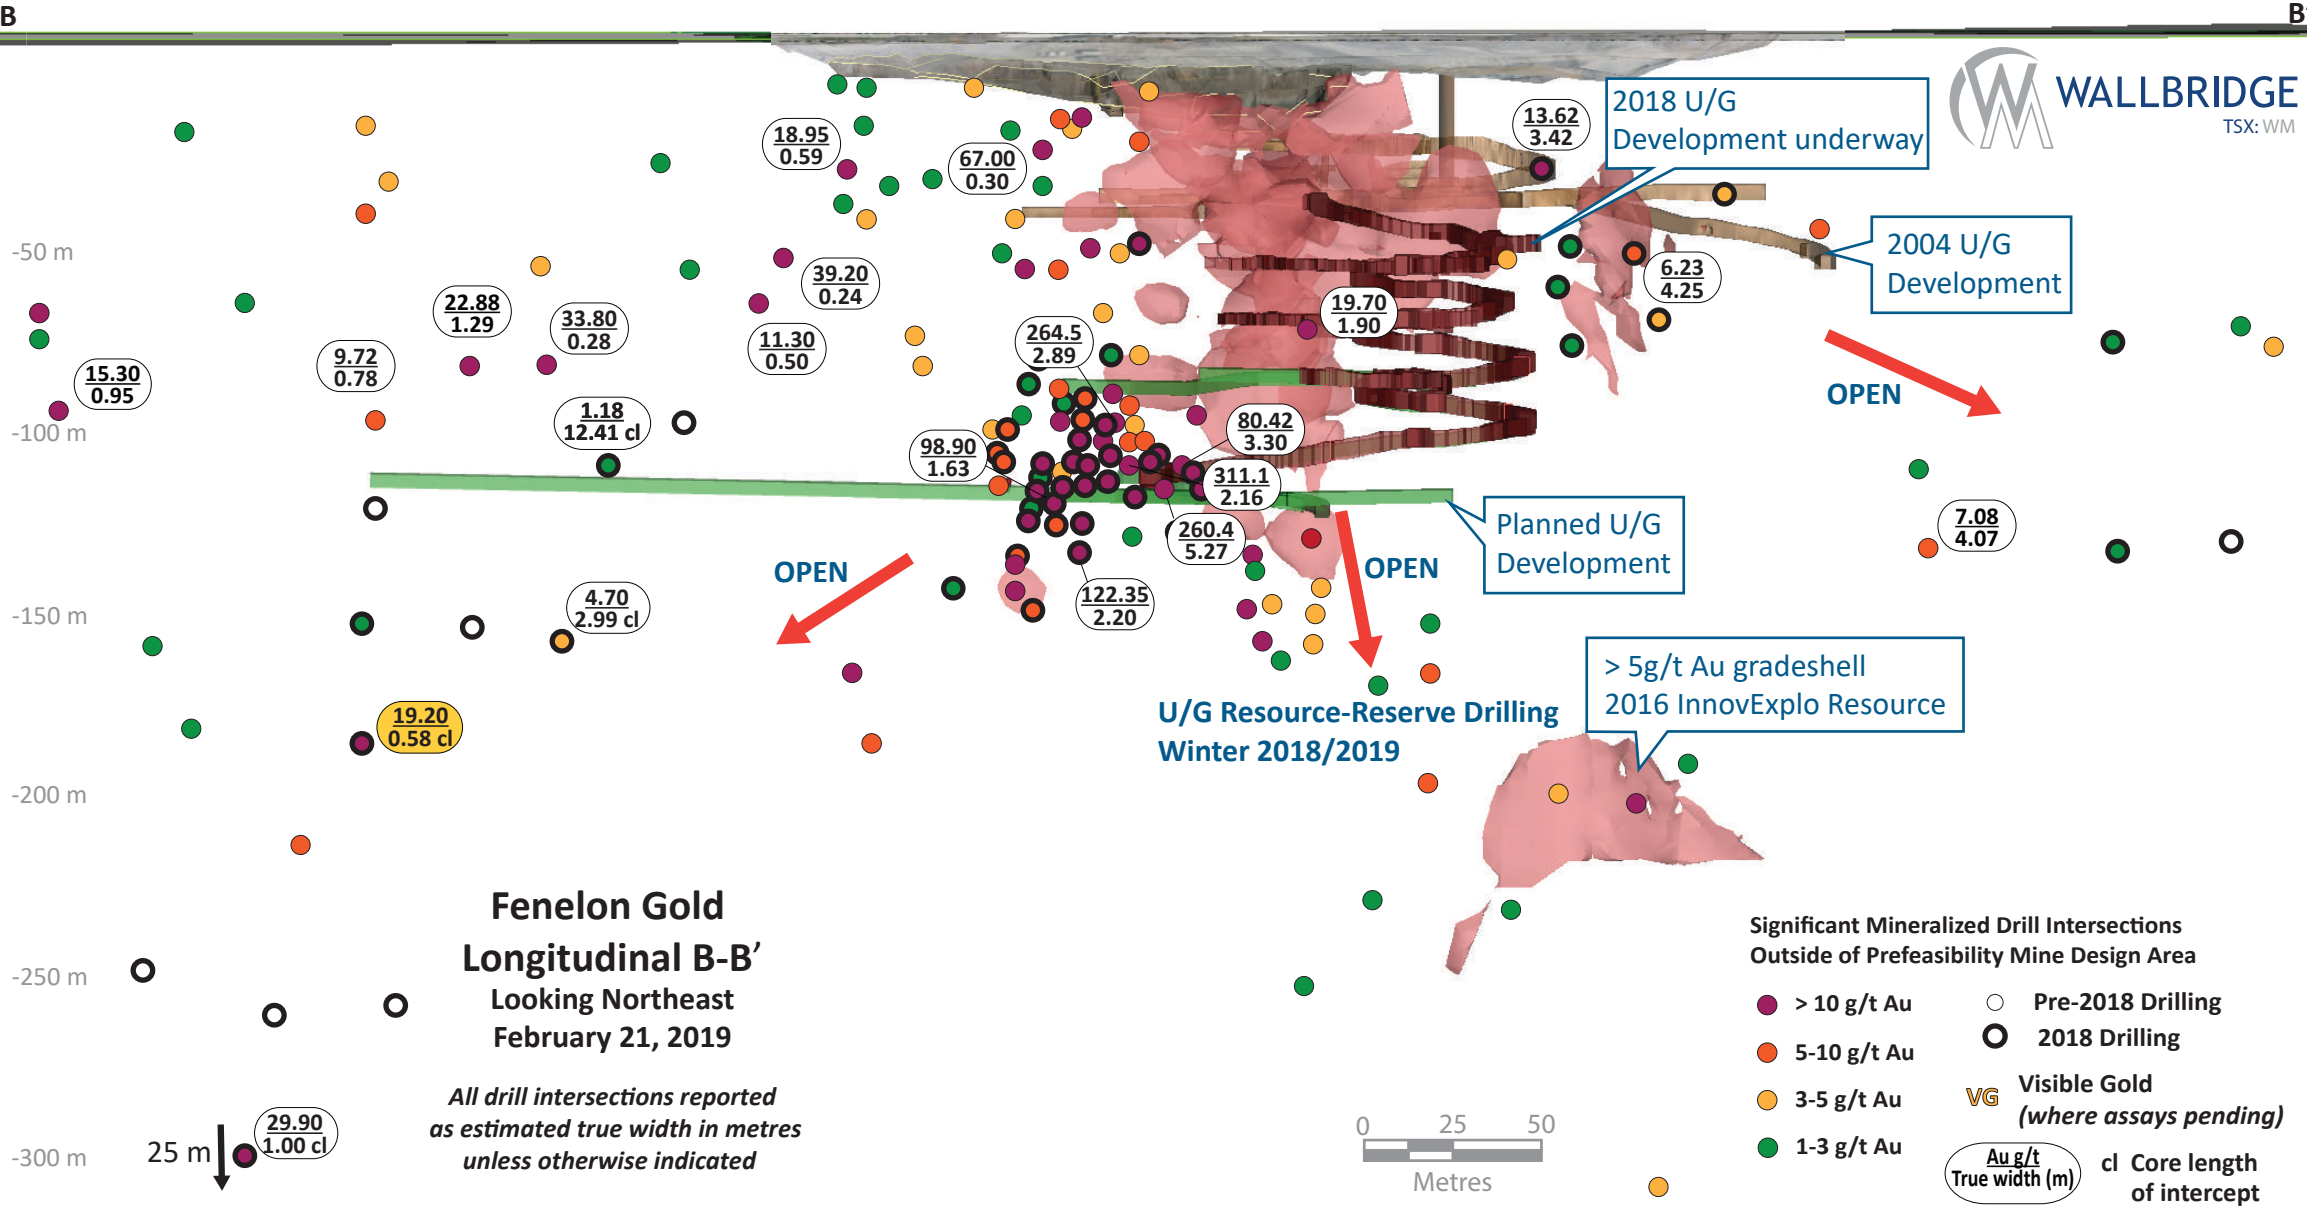 B
B'
WALLBRIDGE
TSX: WM
2018 U/G
Development underway
13.62
3.42
18.95
0.59
67.00
0.30
2004 U/G
Development
-50 m
6.23
4.25
39.20
0.24
22.88
1.29
33.80
0.28
11.30
0.50
264.5
2.89
19.70
1.90
9.72
0.78
15.30
0.95
OPEN
1.18
12.41 cl
-100 m
98.90
1.63
80.42
3.30
311.1
2.16
260.4
5.27
Planned U/G
Development
7.08
4.07
OPEN
OPEN
122.35
2.20
4.70
2.99 cl
-150 m
> 5g/t Au gradeshell
2016 InnovExplo Resource
U/G Resource-Reserve Drilling
Winter 2018/2019
19.20
0.58 cl
-200 m
Fenelon Gold
Longitudinal B-B’
Looking Northeast
February 21, 2019
-250 m
All drill intersections reported
as estimated true width in metres
unless otherwise indicated
25 m
29.90
1.00 cl
-300 m
0 25 50
Metres
Significant Mineralized Drill Intersections
Outside of Prefeasibility Mine Design Area
> 10 g/t Au
5-10 g/t Au
3-5 g/t Au
1-3 g/t Au
Pre-2018 Drilling
2018 Drilling
VG Visible Gold
(where assays pending)
Au g/t
True width (m)
cl Core length
of intercept